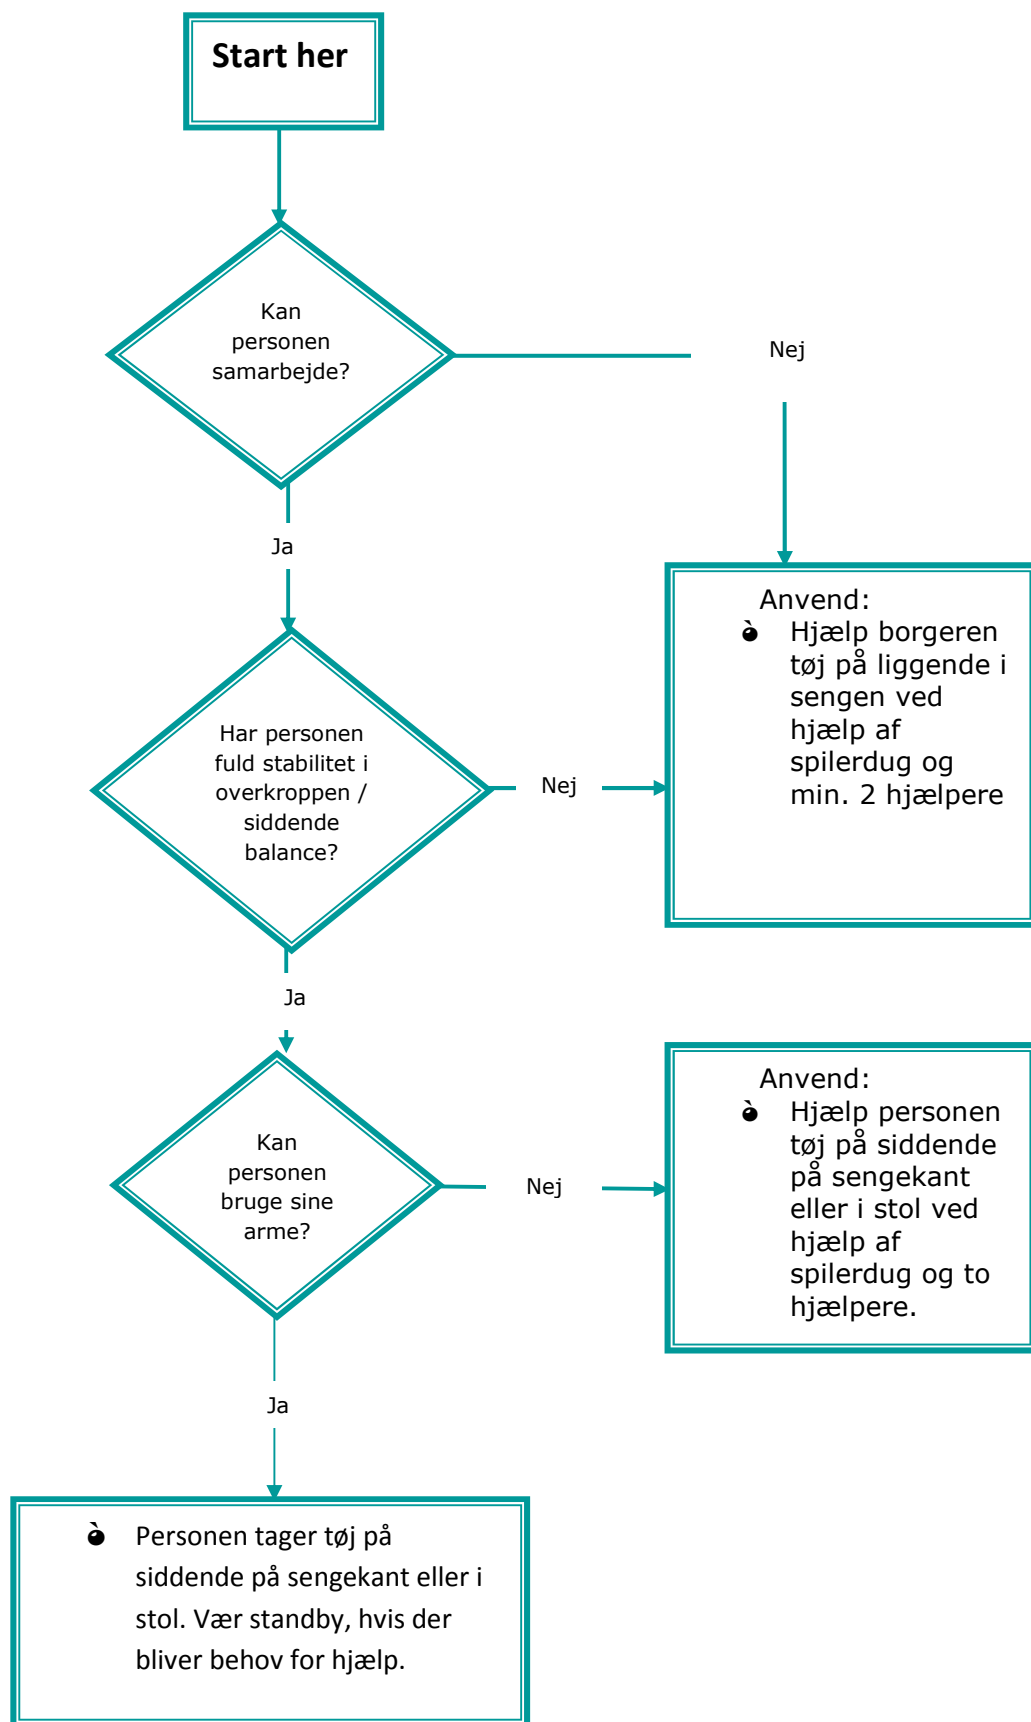 Start her
Kan
personen
samarbejde?
Nej
Ja
Anvend:
Hjælp borgeren
tøj på liggende i
sengen ved
hjælp af
spilerdug og
min. 2 hjælpere
Har personen
fuld stabilitet i
overkroppen /
siddende
balance?
Nej
Ja
Anvend:
Hjælp personen
tøj på siddende
på sengekant
eller i stol ved
hjælp af
spilerdug og to
hjælpere.
Kan
personen
bruge sine
arme?
Nej
Ja
Personen tager tøj på
siddende på sengekant eller i
stol. Vær standby, hvis der
bliver behov for hjælp.